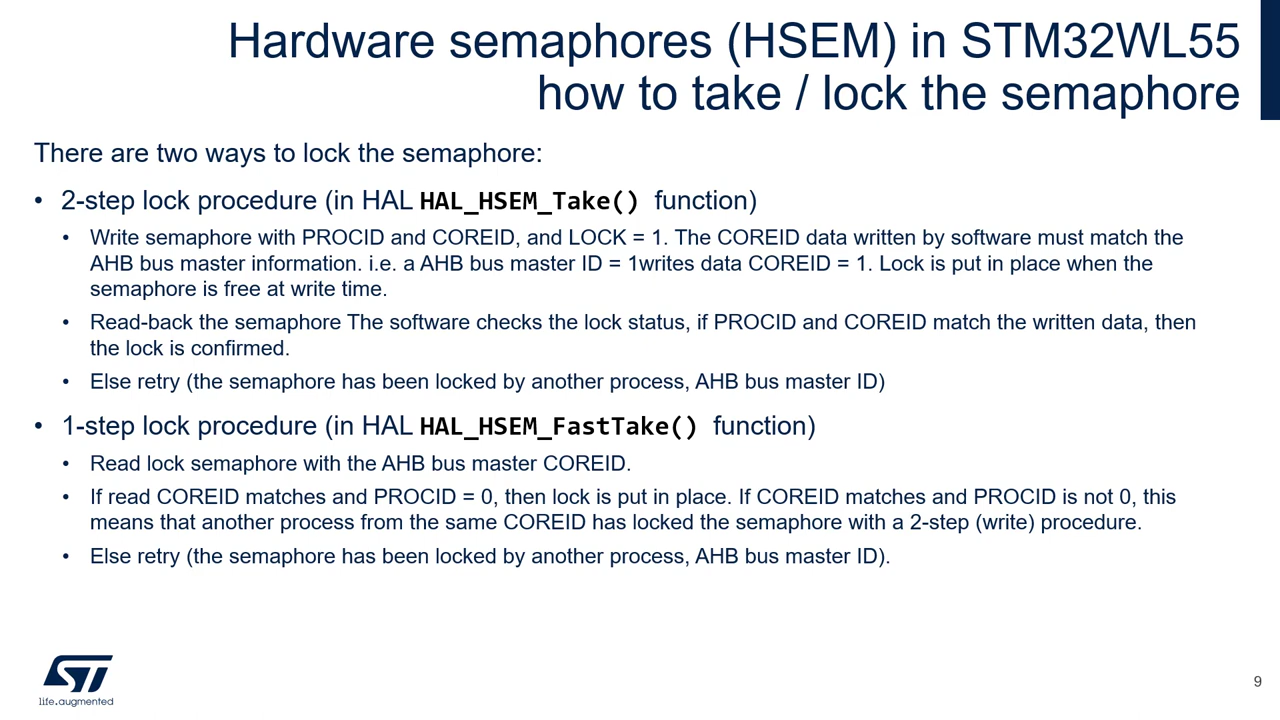 Hardware semaphores (HSEM) in STM32WL55
how to take / lock the semaphore
There are two ways to lock the semaphore:
• 2-step lock procedure (in HAL HAL_HSEM_Take() function)
• Write semaphore with PROCID and COREID, and LOCK = 1. The COREID data written by software must match the
AHB bus master information. i.e. a AHB bus master ID = 1writes data COREID = 1. Lock is put in place when the
semaphore is free at write time.
• Read-back the semaphore The software checks the lock status, if PROCID and COREID match the written data, then
the lock is confirmed.
• Else retry (the semaphore has been locked by another process, AHB bus master ID)
• 1-step lock procedure (in HAL HAL_HSEM_FastTake() function)
• Read lock semaphore with the AHB bus master COREID.
• If read COREID matches and PROCID = 0, then lock is put in place. If COREID matches and PROCID is not 0, this
means that another process from the same COREID has locked the semaphore with a 2-step (write) procedure.
• Else retry (the semaphore has been locked by another process, AHB bus master ID).
ST
life.augmented
9